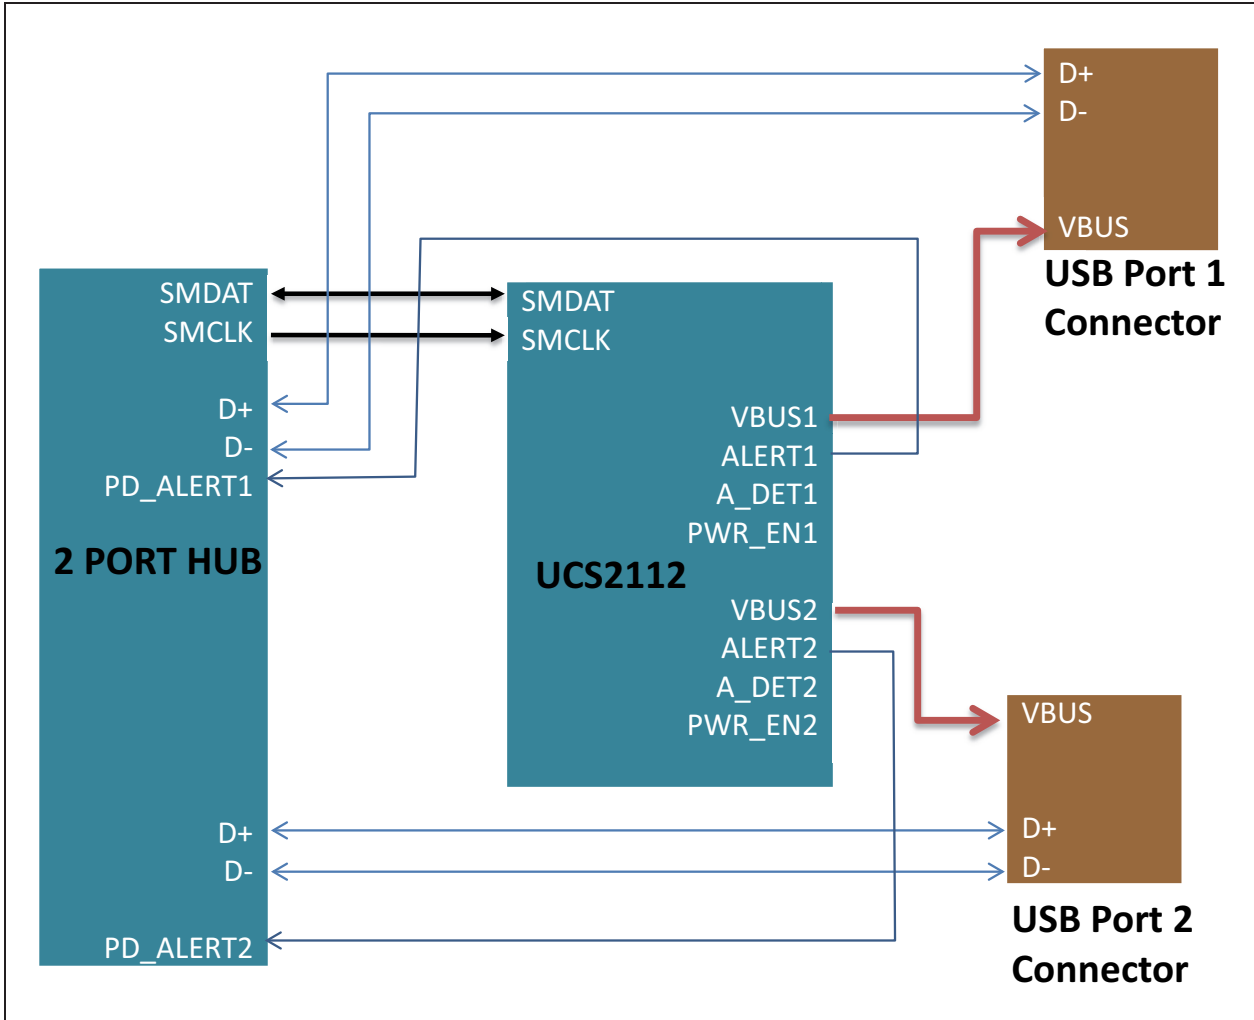 SMDAT
SMCLK
D+
D-
PD_ALERT1
2 PORT HUB
D+
D-
PD_ALERT2
SMDAT
SMCLK
VBUS1
ALERT1
A_DET1
PWR_EN1
UCS2112
VBUS2
ALERT2
A_DET2
PWR_EN2
D+
D-
VBUS
USB Port 1
Connector
VBUS
D+
D-
USB Port 2
Connector